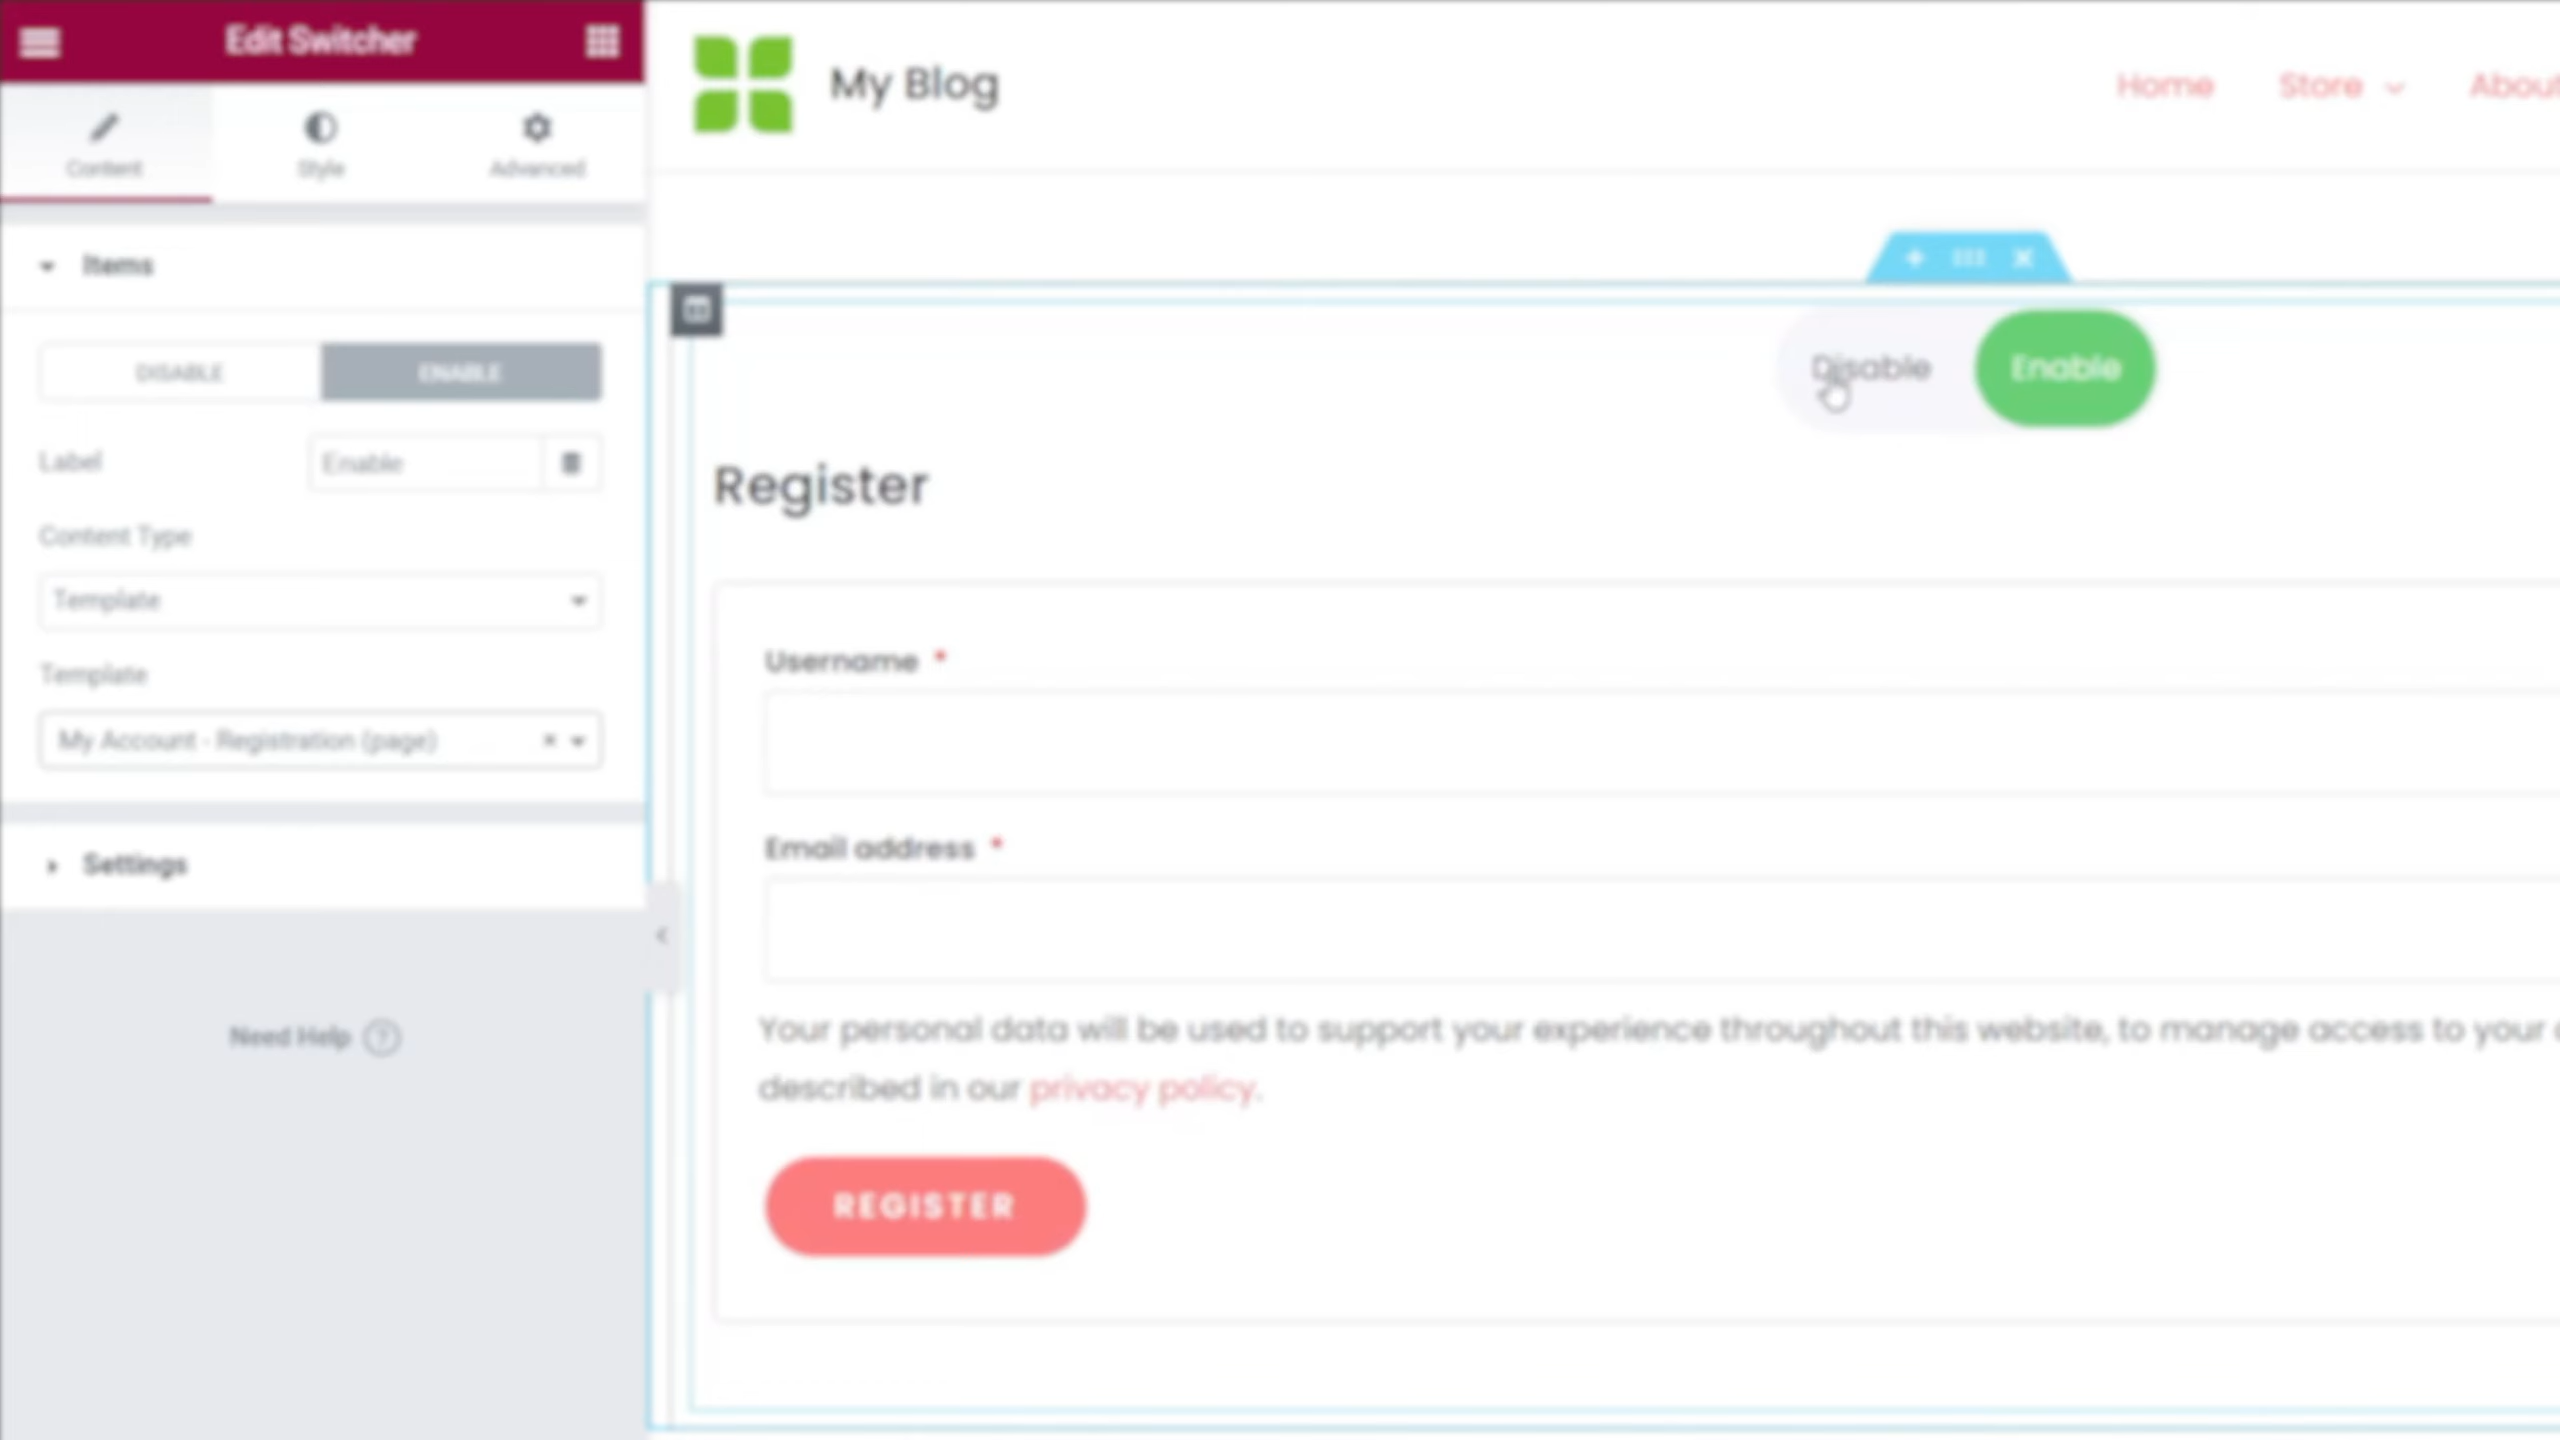 Edit Switcher
Content
Style
Advanced
Items
DISABLE
ENABLE
Label
Enable
Content Type
Template
Template
My Account - Registration (page)
Settings
Need Help
My Blog
Home
Store
About
Disable
Enable
Register
Username *
Email address *
Your personal data will be used to support your experience throughout this website, to manage access to your
described in our privacy policy.
REGISTER